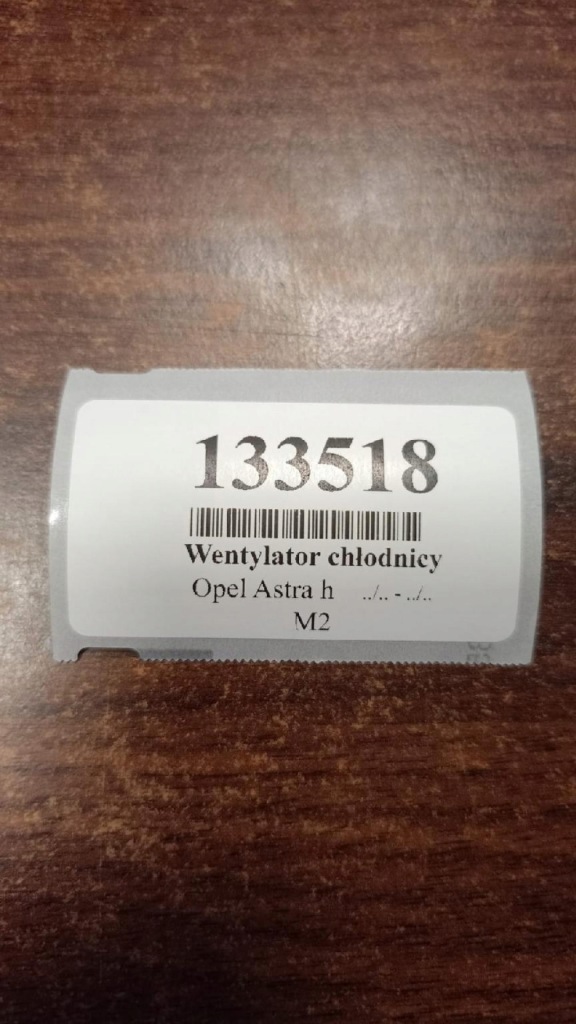 133518
Wentylator chłodnicy
Opel Astra h ../.. - ../..
M2